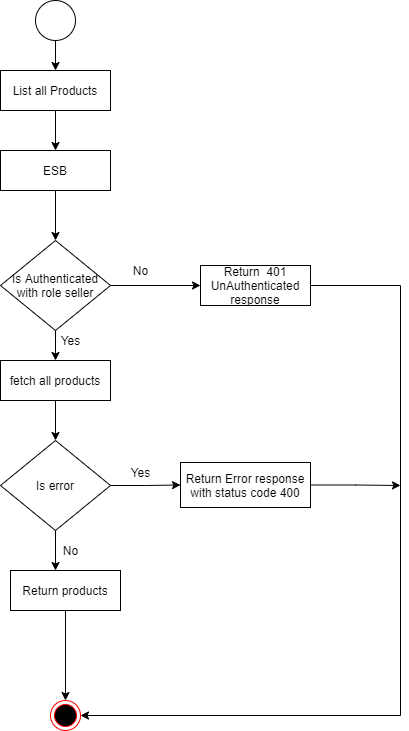 List all Products
ESB
Is Authenticated
with role seller
No
Return 401
UnAuthenticated
response
Yes
fetch all products
Is error
Yes
Return Error response
with status code 400
No
Return products